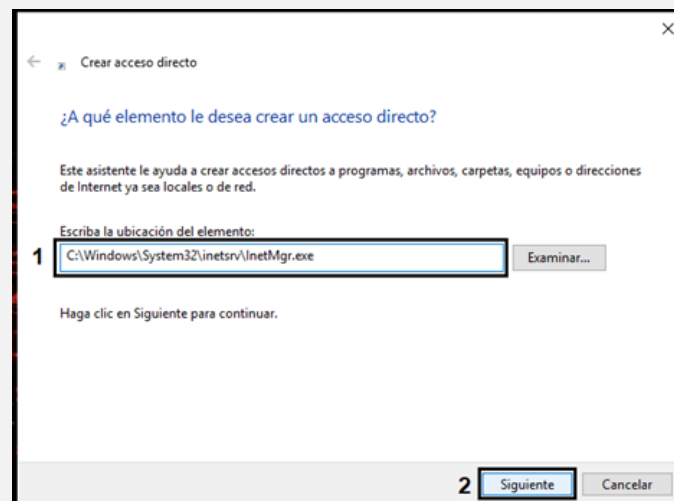 Crear acceso directo
¿A qué elemento le desea crear un acceso directo?
Este asistente le ayuda a crear accesos directos a programas, archivos, carpetas, equipos o direcciones
de Internet ya sea locales o de red.
Escriba la ubicación del elemento:
1 C:\Windows\System32\inetsrv\InetMgr.exe Examinar...
Haga clic en Siguiente para continuar.
2 Siguiente Cancelar